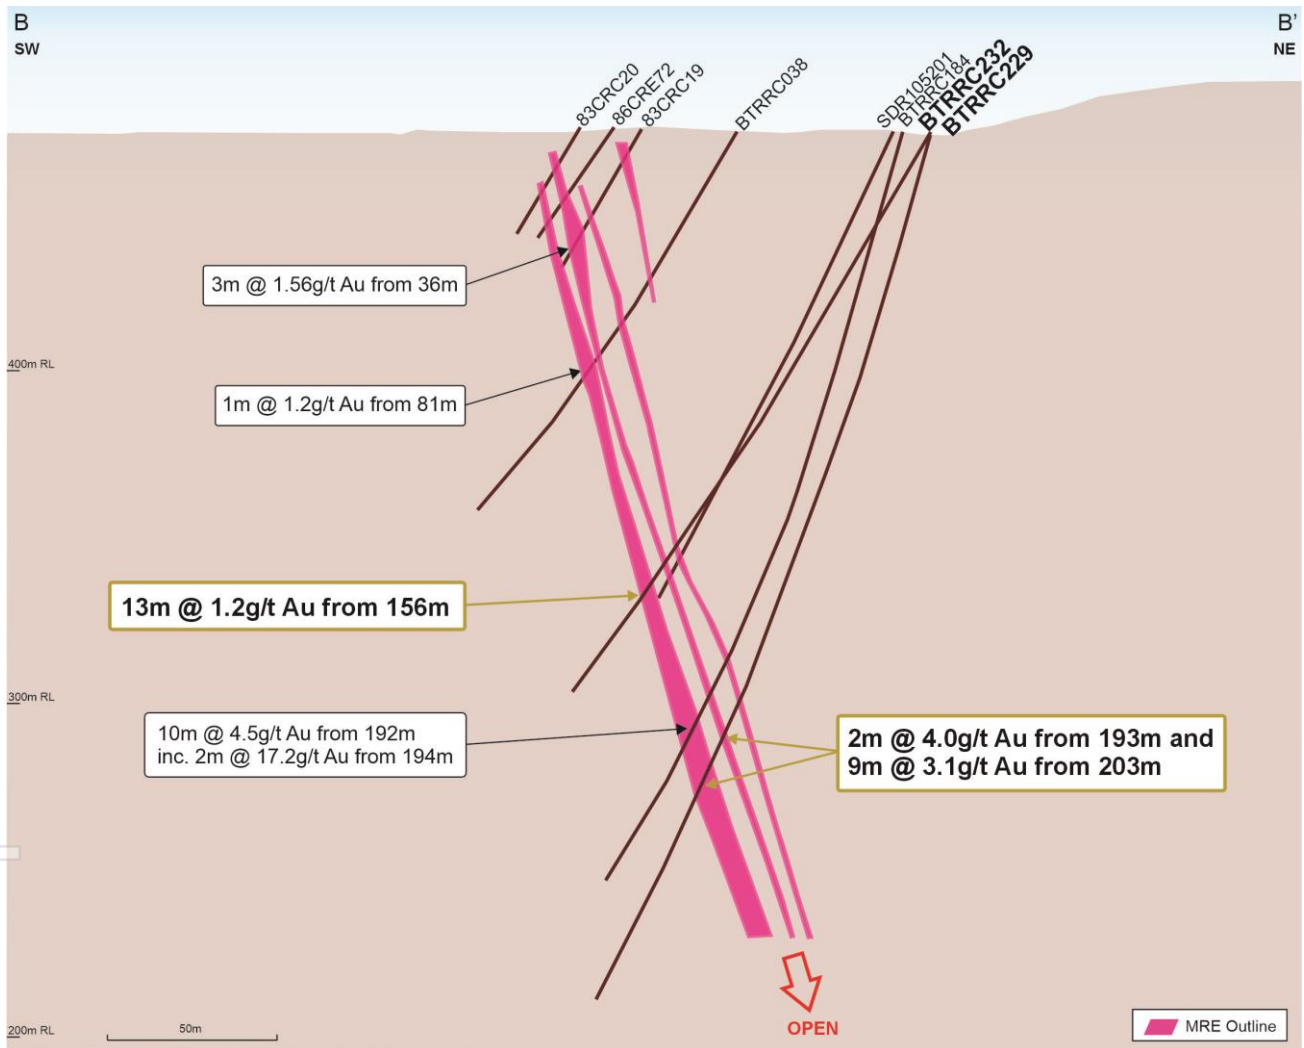 B
SW
B'
NE
83CRC20
86CRE72
83CRC19
BTRRC038
SDR105201
BTRRC184
BTRRC232
BTRRC229
3m @ 1.56g/t Au from 36m
400m RL
1m @ 1.2g/t Au from 81m
13m @ 1.2g/t Au from 156m
300m RL
10m @ 4.5g/t Au from 192m
inc. 2m @ 17.2g/t Au from 194m
2m @ 4.0g/t Au from 193m and
9m @ 3.1g/t Au from 203m
OPEN
200m RL
50m
MRE Outline